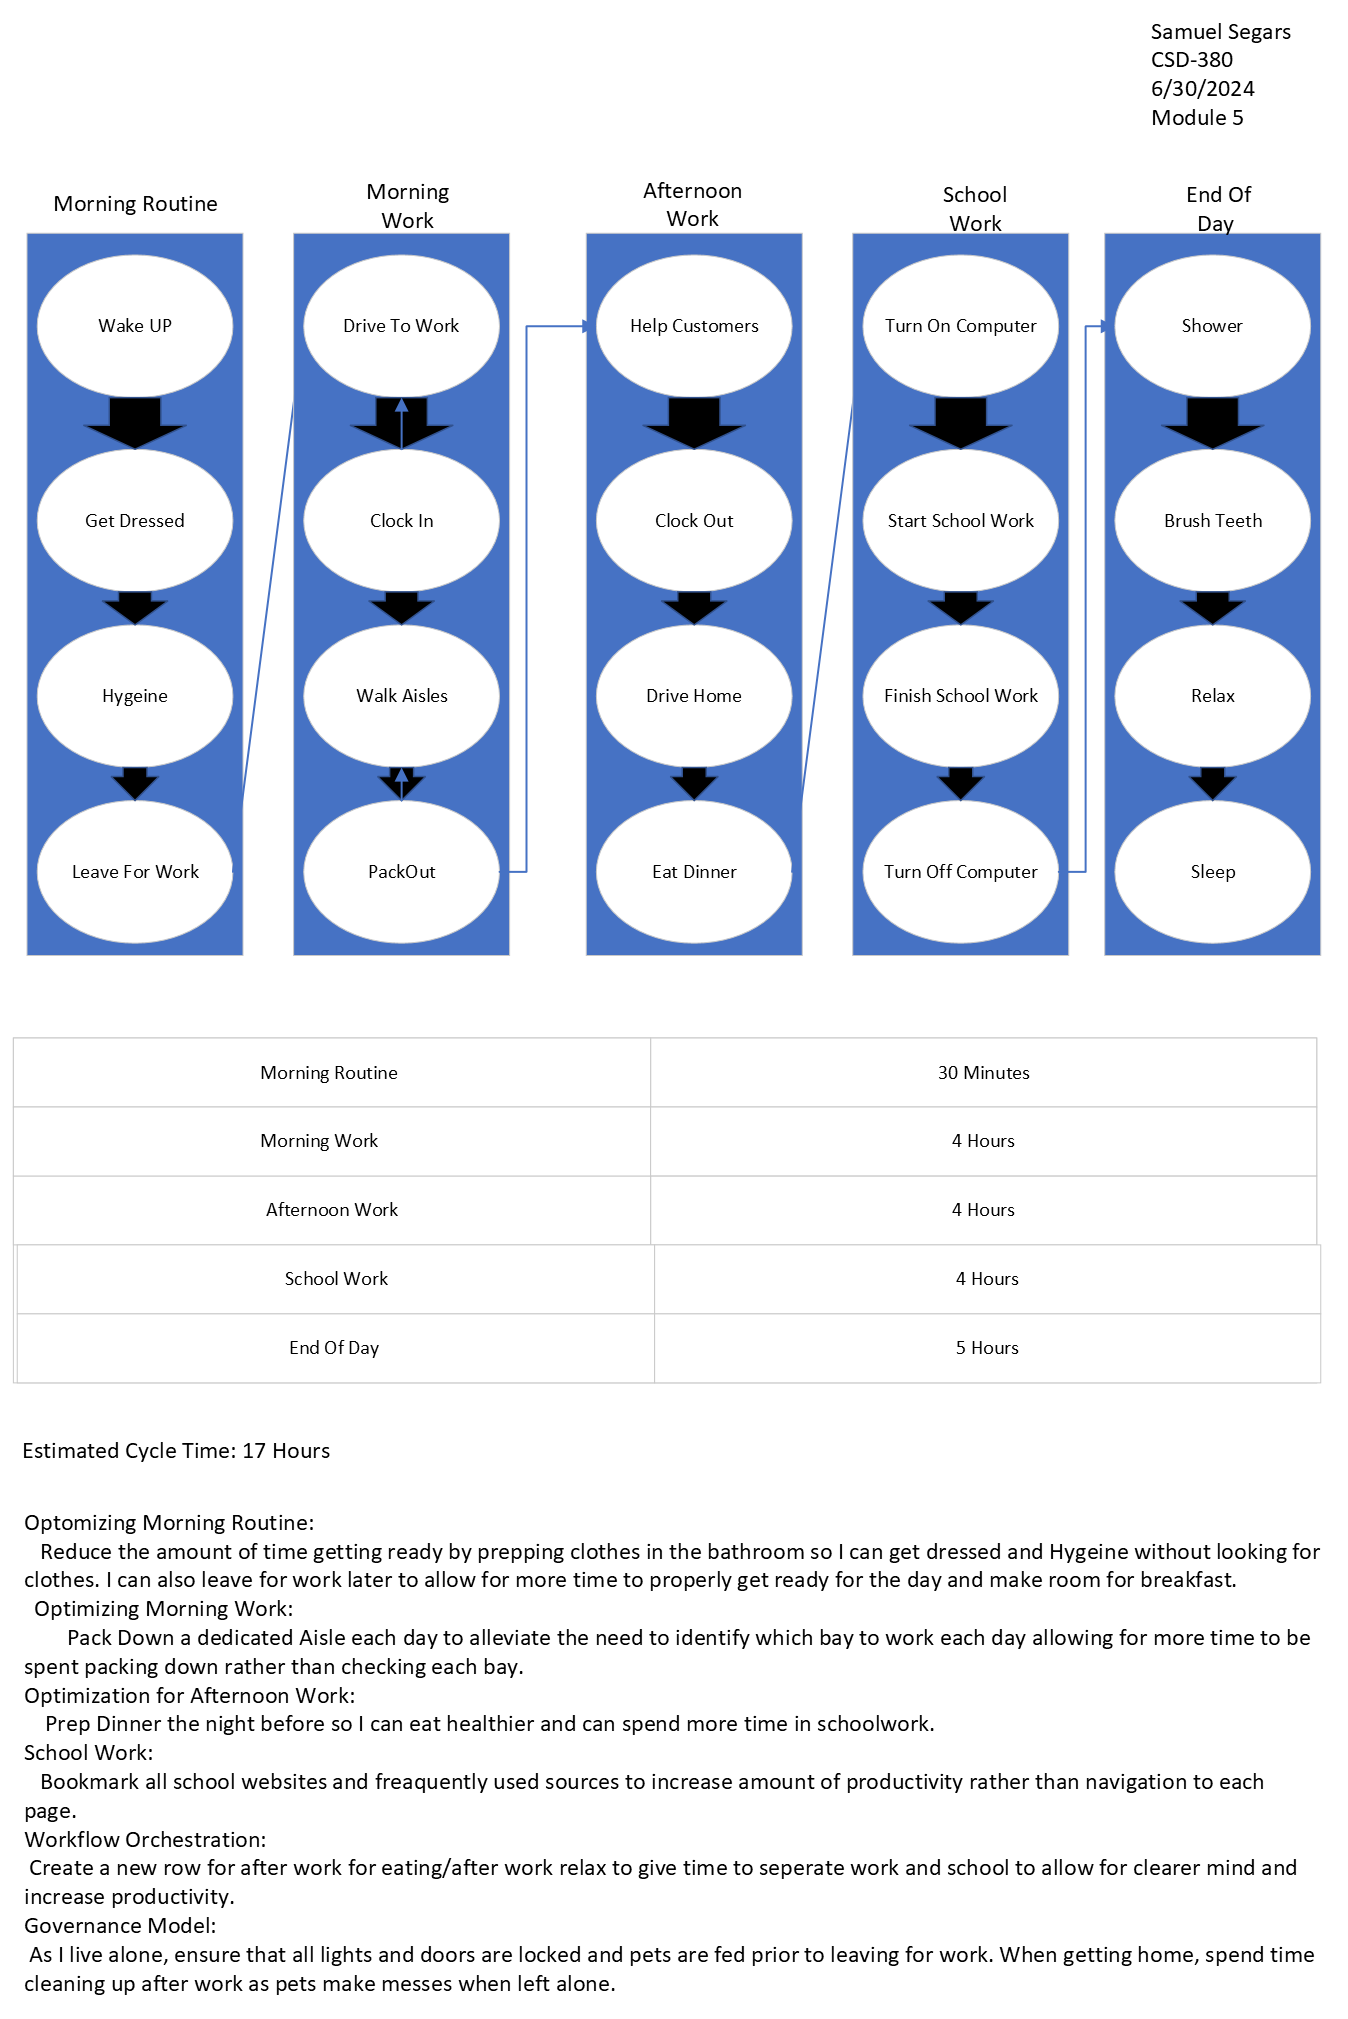 Samuel Segars
CSD-380
6/30/2024
Module 5
Morning Routine
Morning
Work
Afternoon
Work
School
Work
End Of
Day
Wake UP
Get Dressed
Hygeine
Leave For Work
Drive To Work
Clock In
Walk Aisles
PackOut
Help Customers
Clock Out
Drive Home
Eat Dinner
Turn On Computer
Start School Work
Finish School Work
Turn Off Computer
Shower
Brush Teeth
Relax
Sleep
Morning Routine 30 Minutes
Morning Work 4 Hours
Afternoon Work 4 Hours
School Work 4 Hours
End Of Day 5 Hours
Estimated Cycle Time: 17 Hours
Optomizing Morning Routine:
Reduce the amount of time getting ready by prepping clothes in the bathroom so I can get dressed and Hygeine without looking for
clothes. I can also leave for work later to allow for more time to properly get ready for the day and make room for breakfast.
Optimizing Morning Work:
Pack Down a dedicated Aisle each day to alleviate the need to identify which bay to work each day allowing for more time to be
spent packing down rather than checking each bay.
Optimization for Afternoon Work:
Prep Dinner the night before so I can eat healthier and can spend more time in schoolwork.
School Work:
Bookmark all school websites and freaquently used sources to increase amount of productivity rather than navigation to each
page.
Workflow Orchestration:
Create a new row for after work for eating/after work relax to give time to seperate work and school to allow for clearer mind and
increase productivity.
Governance Model:
As I live alone, ensure that all lights and doors are locked and pets are fed prior to leaving for work. When getting home, spend time
cleaning up after work as pets make messes when left alone.